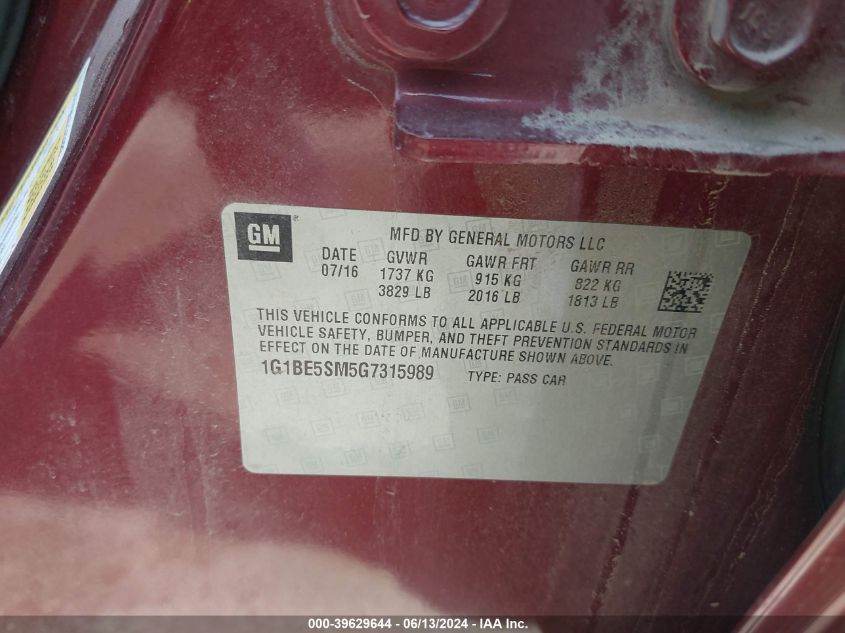 GM ®
MFD BY GENERAL MOTORS LLC
DATE GVWR GAWR FRT GAWR RR
07/16 1737 KG 915 KG 822 KG
3829 LB 2016 LB 1813 LB
THIS VEHICLE CONFORMS TO ALL APPLICABLE U.S. FEDERAL MOTOR
VEHICLE SAFETY, BUMPER, AND THEFT PREVENTION STANDARDS IN
EFFECT ON THE DATE OF MANUFACTURE SHOWN ABOVE.
1G1BE5SM5G7315989 TYPE: PASS CAR
000-39629644 - 06/13/2024 - IAA Inc.